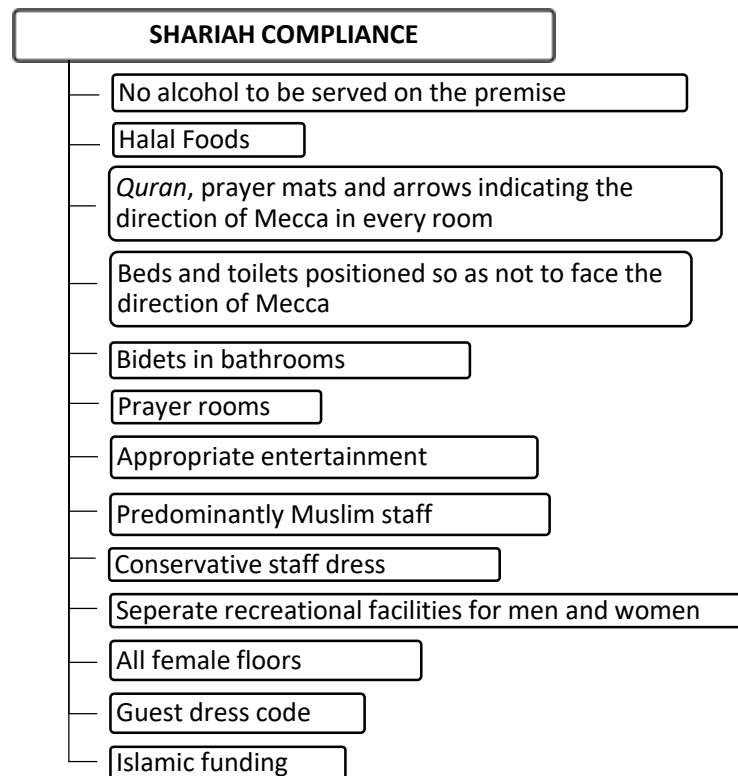 SHARIAH COMPLIANCE
No alcohol to be served on the premise
Halal Foods
Quran, prayer mats and arrows indicating the
direction of Mecca in every room
Beds and toilets positioned so as not to face the
direction of Mecca
Bidets in bathrooms
Prayer rooms
Appropriate entertainment
Predominantly Muslim staff
Conservative staff dress
Seperate recreational facilities for men and women
All female floors
Guest dress code
Islamic funding